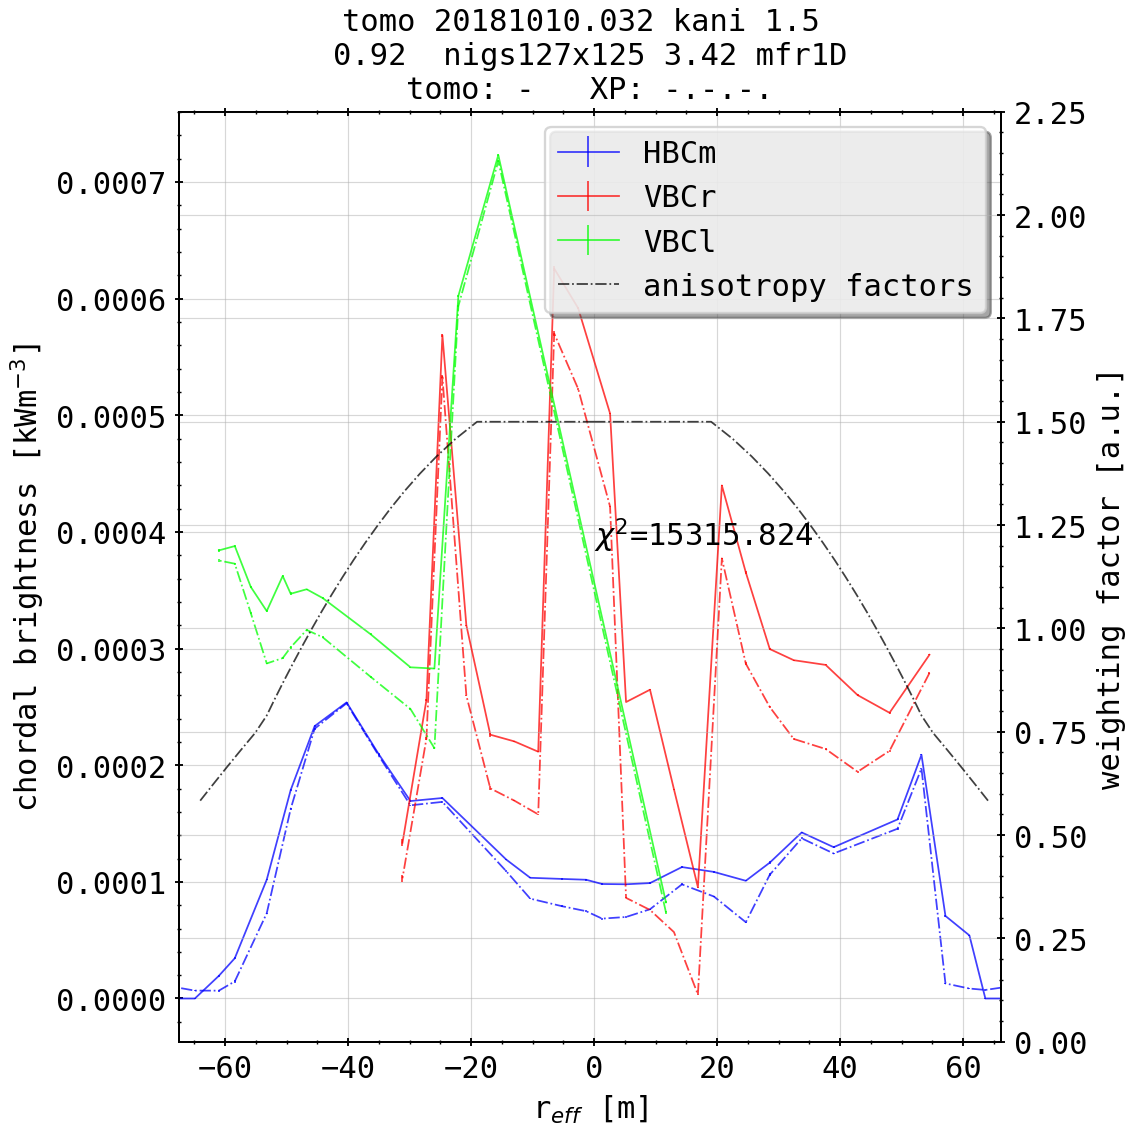 tomo 20181010.032 kani 1.5
0.92  nigs127x125 3.42 mfr1D
tomo: -   XP: -.-.-.
HBCm
VBCr
VBCl
anisotropy factors
χ²=15315.824
chordal brightness [kWm⁻³]
0.0007
0.0006
0.0005
0.0004
0.0003
0.0002
0.0001
0.0000
weighting factor [a.u.]
2.25
2.00
1.75
1.50
1.25
1.00
0.75
0.50
0.25
0.00
−60 −40 −20 0 20 40 60
r_eff [m]